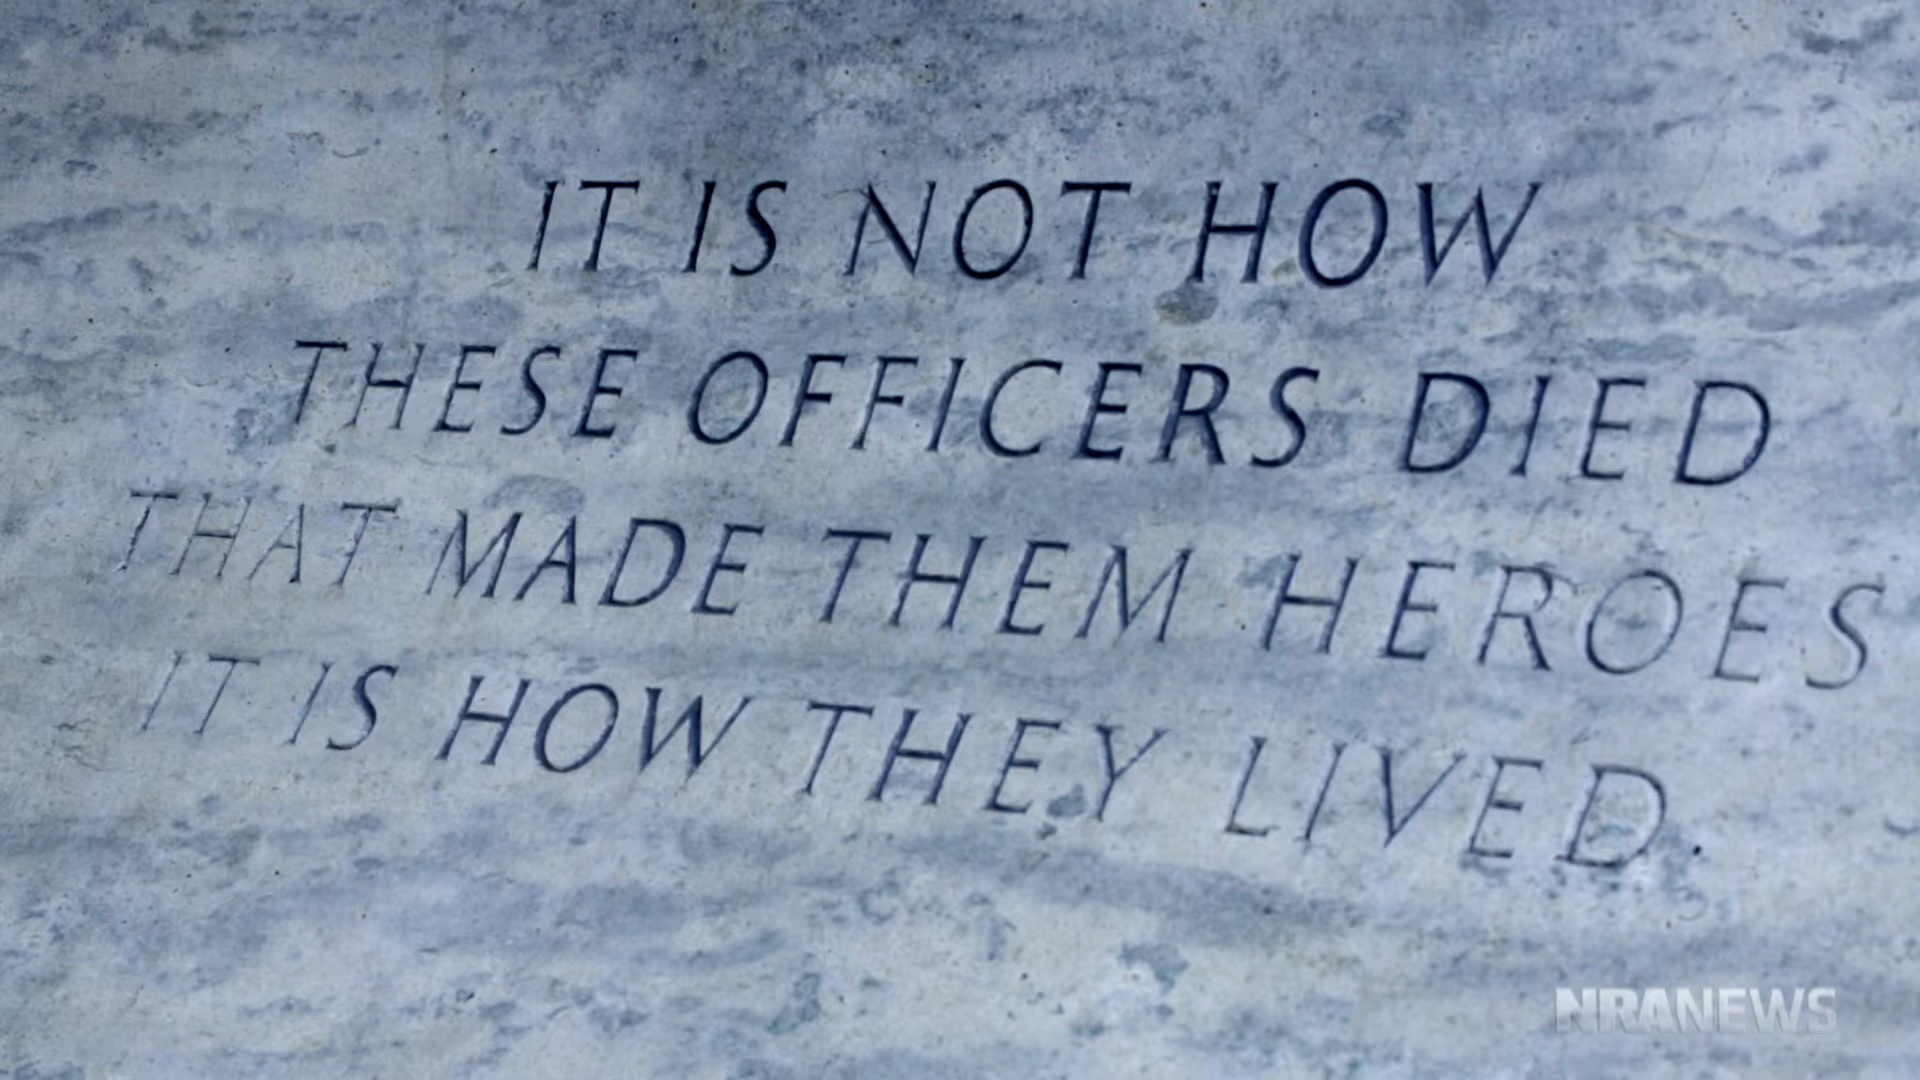 IT IS NOT HOW
THESE OFFICERS DIED
THAT MADE THEM HEROES
IT IS HOW THEY LIVED.
NRANEWS